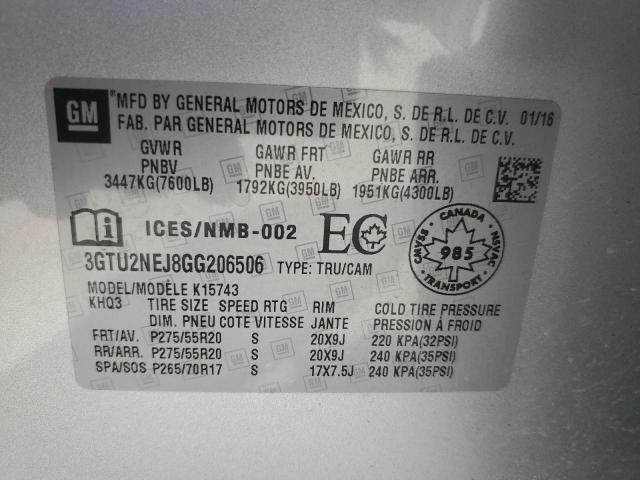 GM
®MFD BY GENERAL MOTORS DE MEXICO, S. DE R.L. DE C.V. 01/16
FAB. PAR GENERAL MOTORS DE MEXICO, S. DE R.L. DE C.V.
GVWR GAWR FRT GAWR RR
PNBV PNBE AV. PNBE ARR.
3447KG(7600LB) 1792KG(3950LB) 1951KG(4300LB)
ICES/NMB-002 EC
CANADA
CMVSS NSVAC
985
TRANSPORT
3GTU2NEJ8GG206506 TYPE: TRU/CAM
MODEL/MODÈLE K15743
KHQ3 TIRE SIZE SPEED RTG RIM COLD TIRE PRESSURE
DIM. PNEU COTE VITESSE JANTE PRESSION À FROID
FRT/AV. P275/55R20 S 20X9J 220 KPA(32PSI)
RR/ARR. P275/55R20 S 20X9J 240 KPA(35PSI)
SPA/SOS P265/70R17 S 17X7.5J 240 KPA(35PSI)